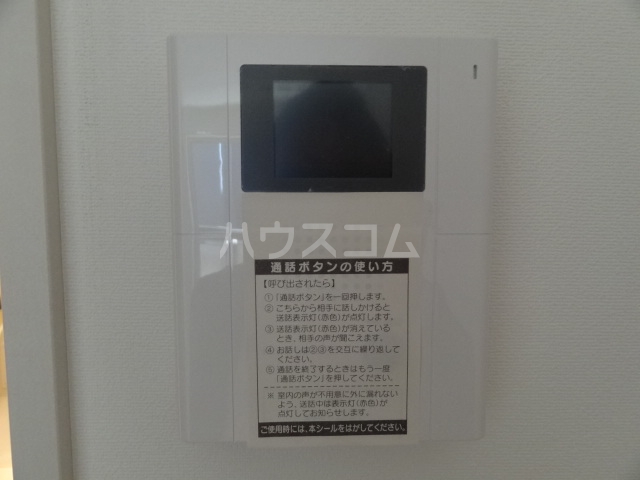 ハウスコム
通話ボタンの使い方
【呼び出されたら】
①「通話ボタン」を一回押します。
② こちらから相手に話しかけると
送話表示灯(赤色)が点灯します。
③ 送話表示灯(赤色)が消えている
とき、相手の声が聞こえます。
④ お話しは②③を交互に繰り返して
ください。
⑤ 通話を終了するときはもう一度
「通話ボタン」を押してください。
※ 室内の声が不用意に外に漏れない
よう、送話中は表示灯(赤色)が
点灯してお知らせします。
ご使用時には、本シールをはがしてください。